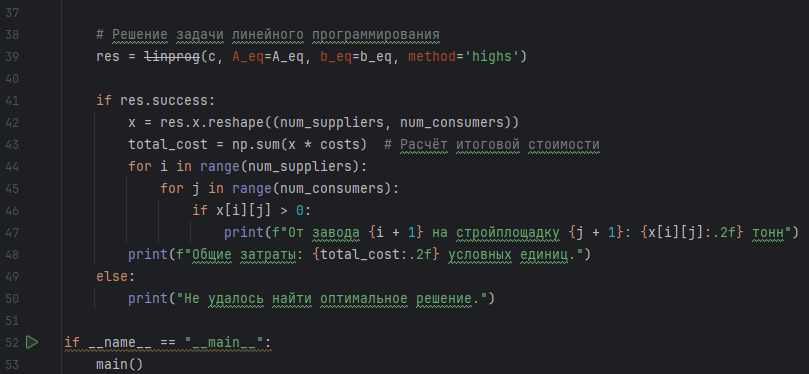 37
38 # Решение задачи линейного программирования
39 res = linprog(c, A_eq=A_eq, b_eq=b_eq, method='highs')
40
41 if res.success:
42 x = res.x.reshape((num_suppliers, num_consumers))
43 total_cost = np.sum(x * costs)  # Расчёт итоговой стоимости
44 for i in range(num_suppliers):
45 for j in range(num_consumers):
46 if x[i][j] > 0:
47 print(f"От завода {i + 1} на стройплощадку {j + 1}: {x[i][j]:.2f} тонн")
48 print(f"Общие затраты: {total_cost:.2f} условных единиц.")
49 else:
50 print("Не удалось найти оптимальное решение.")
51
52 if __name__ == "__main__":
53 main()